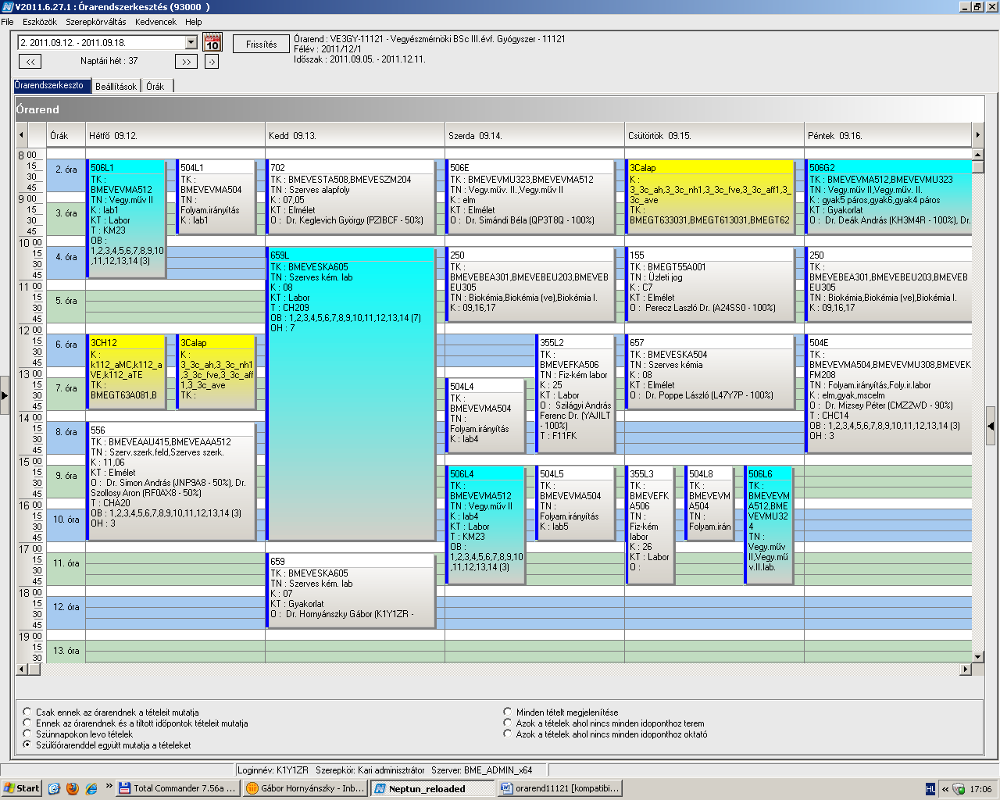 V2011.6.27.1 : Órarendszerkesztés (93000  )
File Eszközök Szerepkörváltás Kedvencek Help
2. 2011.09.12. - 2011.09.18.
10
Frissítés
Órarend : VE3GY-11121 - Vegyészmérnöki BSc III.évf. Gyógyszer - 11121
Félév : 2011/12/1
Időszak : 2011.09.05. - 2011.12.11.
<< Naptári hét : 37 >> ->
Órarendszerkeszto Beállítások Órák
Órarend
Órák Hétfő 09.12. Kedd 09.13. Szerda 09.14. Csütörtök 09.15. Péntek 09.16.
8 00
15
30
45
9 00
15
30
45
10 00
15
30
45
11 00
15
30
45
12 00
15
30
45
13 00
15
30
45
14 00
15
30
45
15 00
15
30
45
16 00
15
30
45
17 00
15
30
45
18 00
15
30
45
19 00
15
30
2. óra
3. óra
4. óra
5. óra
6. óra
7. óra
8. óra
9. óra
10. óra
11. óra
12. óra
13. óra
506L1
TK :
BMEVEVMA512
TN : Vegy.műv II
K : lab1
KT : Labor
T : KM23
OB :
1,2,3,4,5,6,7,8,9,10
,11,12,13,14 (3)
504L1
TK :
BMEVEVMA504
TN :
Folyam.irányítás
K : lab1
3CH12
K :
k112_aMC,k112_a
VE,k112_aTE
TK :
BMEGT63A081,B
3Calap
K :
3_3c_ah,3_3c_nh1
,3_3c_fve,3_3c_aff
1,3_3c_ave
TK :
556
TK : BMEVEAAU415,BMEVEAAA512
TN : Szerv.szerk.feld,Szerves szerk.
K : 11,06
KT : Elmélet
O :  Dr. Simon András (JNP9A8 - 50%), Dr.
Szollosy Aron (RF0AX8 - 50%)
T : CHA20
OB : 1,2,3,4,5,6,7,8,9,10,11,12,13,14 (3)
OH : 3
702
TK : BMEVESTA508,BMEVESZM204
TN : Szerves alapfoly
K : 07,05
KT : Elmélet
O :  Dr. Keglevich György (PZIBCF - 50%)
659L
TK : BMEVESKA605
TN : Szerves kém. lab
K : 08
KT : Labor
T : CH209
OB : 1,2,3,4,5,6,7,8,9,10,11,12,13,14 (7)
OH : 7
659
TK : BMEVESKA605
TN : Szerves kém. lab
K : 07
KT : Gyakorlat
O :  Dr. Hornyánszky Gábor (K1Y1ZR -
506E
TK : BMEVEVMU323,BMEVEVMA512
TN : Vegy.műv. II.,Vegy.műv II
K : elm
KT : Elmélet
O :  Dr. Simándi Béla (QP3T8Q - 100%)
250
TK :
BMEVEBEA301,BMEVEBEU203,BMEVEB
EU305
TN : Biokémia,Biokémia (ve),Biokémia I.
K : 09,16,17
504L4
TK :
BMEVEVMA504
TN :
Folyam.irányítás
K : lab4
355L2
TK :
BMEVEFKA506
TN : Fiz-kém labor
K : 25
KT : Labor
O :  Szilágyi András
Ferenc Dr. (YAJILT
- 100%)
T : F11FK
506L4
TK :
BMEVEVMA512
TN : Vegy.műv II
K : lab4
KT : Labor
T : KM23
OB :
1,2,3,4,5,6,7,8,9,10
,11,12,13,14 (3)
504L5
TK :
BMEVEVMA504
TN :
Folyam.irányítás
K : lab5
3Calap
K :
3_3c_ah,3_3c_nh1,3_3c_fve,3_3c_aff1,3_
3c_ave
TK :
BMEGT633031,BMEGT613031,BMEGT62
155
TK : BMEGT55A001
TN : Üzleti jog
K : C7
KT : Elmélet
O :  Perecz Laszló Dr. (A24SS0 - 100%)
657
TK : BMEVESKA504
TN : Szerves kémia
K : 08
KT : Elmélet
O :  Dr. Poppe László (L47Y7P - 100%)
355L3
TK :
BMEVEFK
A506
TN :
Fiz-kém
labor
K : 26
KT : Labor
O :
504L8
TK :
BMEVEVM
A504
TN :
Folyam.irán
506L6
TK :
BMEVEVM
A512,BM
EVEVMU32
4
TN :
Vegy.műv
II,Vegy.mű
v.II.lab.
506G2
TK : BMEVEVMA512,BMEVEVMU323
TN : Vegy.műv II,Vegy.műv. II.
K : gyak5 páros,gyak6,gyak4 páros
KT : Gyakorlat
O :  Dr. Deák András (KH3M4R - 100%), Dr.
250
TK :
BMEVEBEA301,BMEVEBEU203,BMEVEB
EU305
TN : Biokémia,Biokémia (ve),Biokémia I.
K : 09,16,17
504E
TK :
BMEVEVMA504,BMEVEVMU308,BMEVEK
FM208
TN : Folyam.irányítás,Foly.ir.labor
K : elm,gyak,mscelm
O :  Dr. Mizsey Péter (CMZ2WD - 90%)
T : CHC14
OB : 1,2,3,4,5,6,7,8,9,10,11,12,13,14 (3)
OH : 3
Csak ennek az órarendnek a tételeit mutatja
Ennek az órarendnek és a tiltott időpontok tételeit mutatja
Szünnapokon levo tételek
Szülőórarenddel együtt mutatja a tételeket
Minden tételt megjelenítése
Azok a tételek ahol nincs minden idoponthoz terem
Azok a tételek ahol nincs minden idoponthoz oktató
Loginnév: K1Y1ZR Szerepkör: Kari adminisztrátor Szerver: BME_ADMIN_x64
Start » Total Commander 7.56a ... Gábor Hornyánszky - Inb... Neptun_reloaded orarend11121 [kompatibi... HU « 17:06